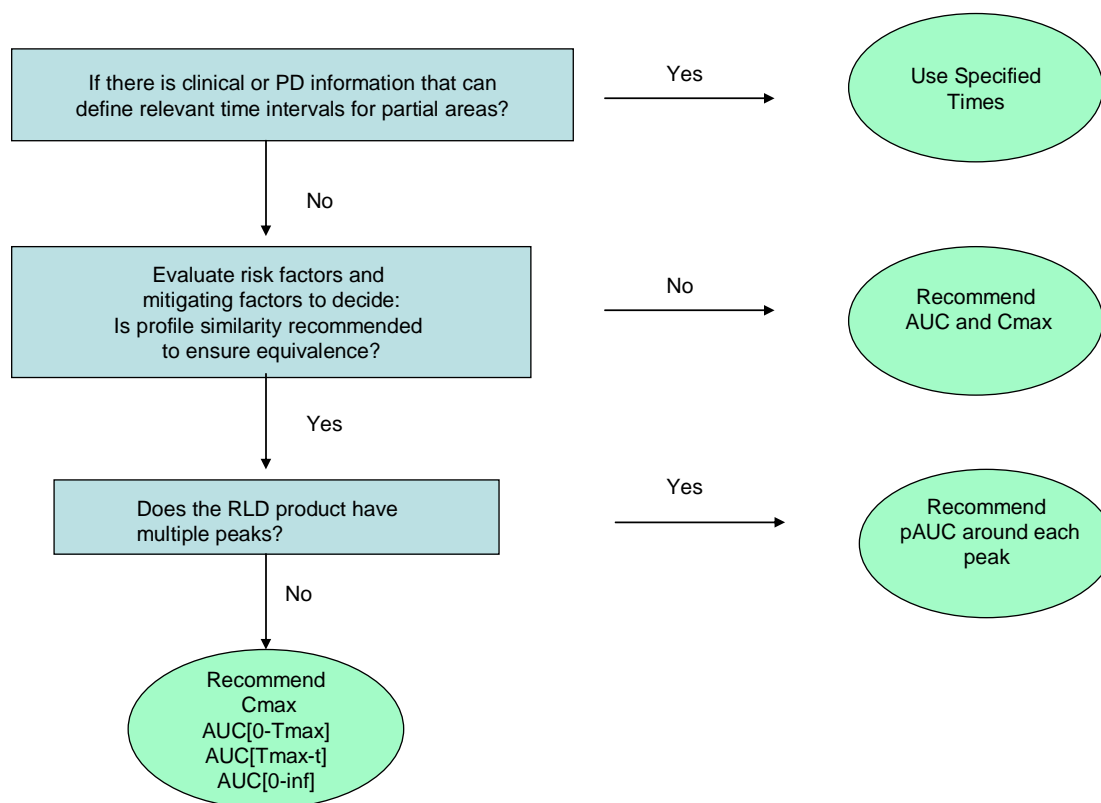 If there is clinical or PD information that can
define relevant time intervals for partial areas?
Yes
Use Specified
Times
No
Evaluate risk factors and
mitigating factors to decide:
Is profile similarity recommended
to ensure equivalence?
No
Recommend
AUC and Cmax
Yes
Does the RLD product have
multiple peaks?
Yes
Recommend
pAUC around each
peak
No
Recommend
Cmax
AUC[0-Tmax]
AUC[Tmax-t]
AUC[0-inf]